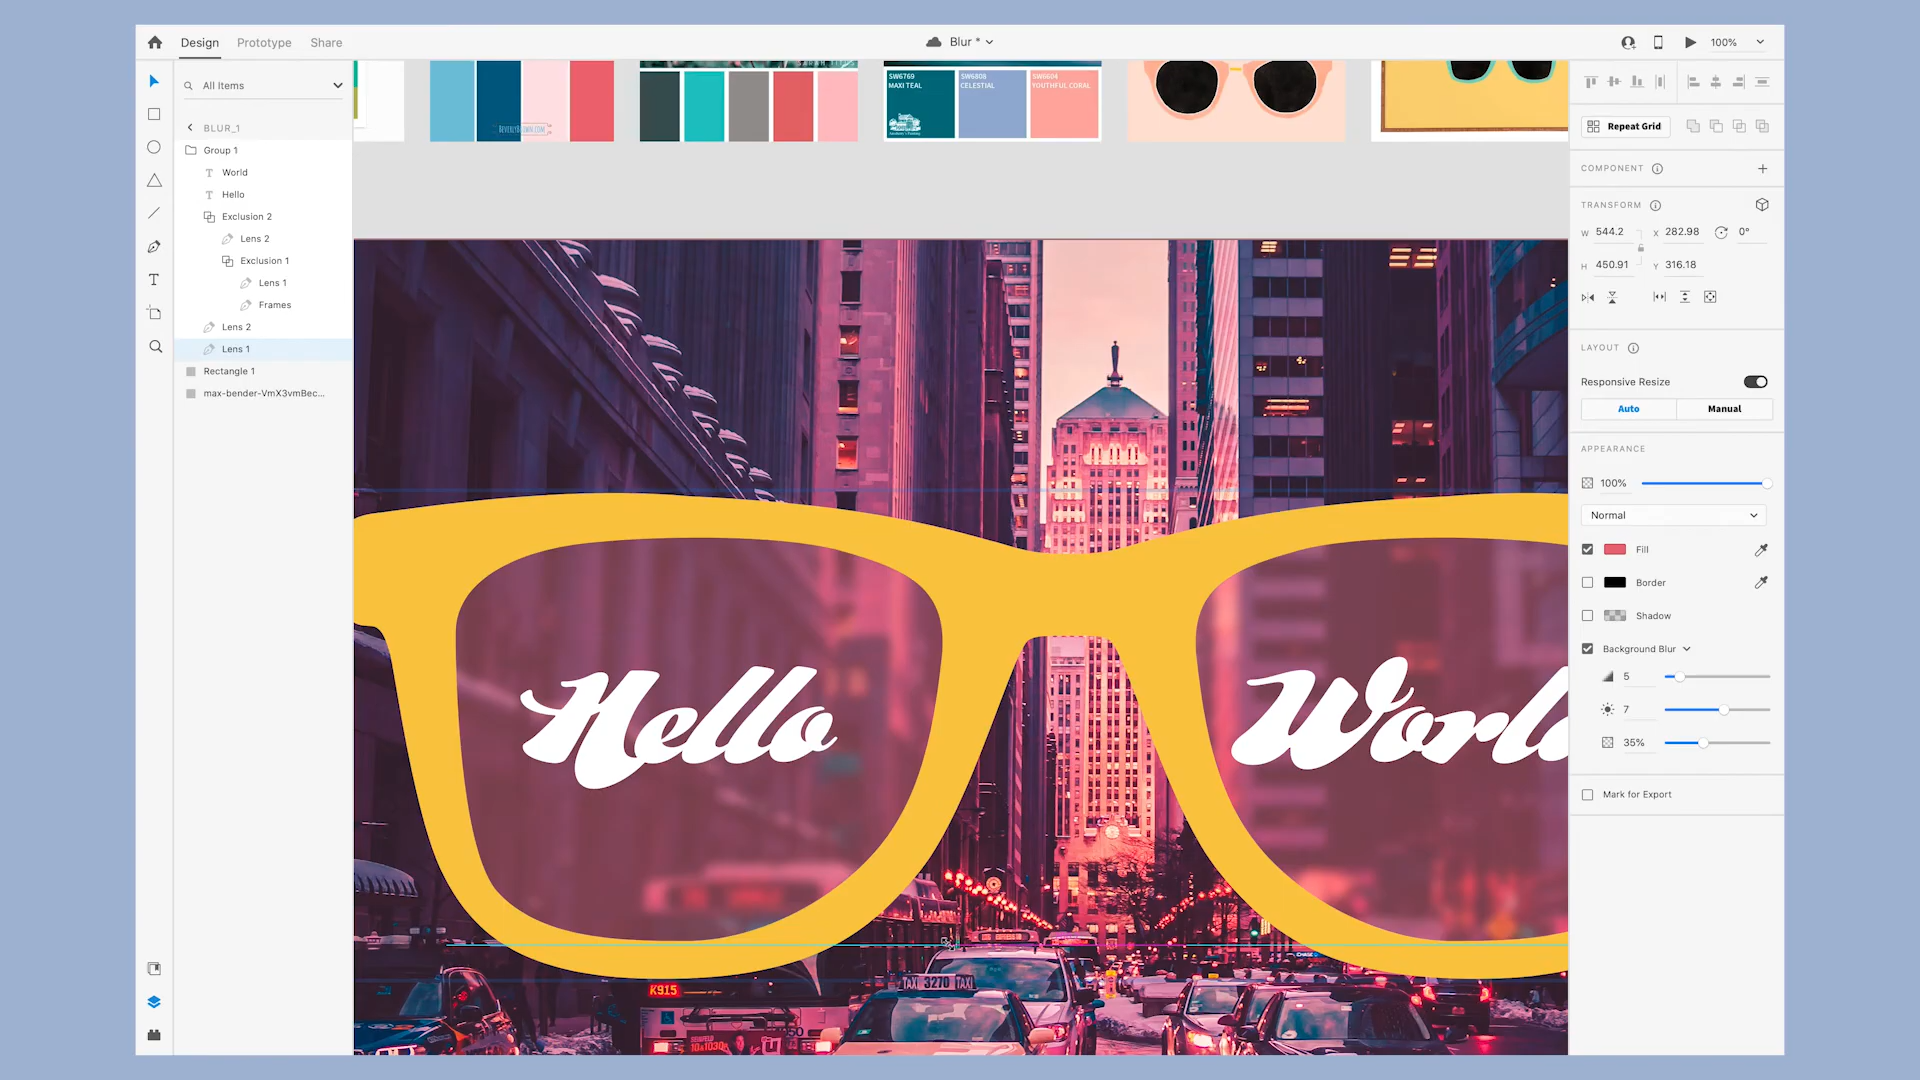 Design Prototype Share
Blur *
100%
All Items
BLUR_1
Group 1
World
Hello
Exclusion 2
Lens 2
Exclusion 1
Lens 1
Frames
Lens 2
Lens 1
Rectangle 1
max-bender-VmX3vmBec...
BEVERLYBROWN.COM
SW6769
MAXI TEAL
SW6808
CELESTIAL
SW6604
YOUTHFUL CORAL
Hello
World
K915
TAXI 3270 TAXI
Repeat Grid
COMPONENT
TRANSFORM
W 544.2 X 282.98 0°
H 450.91 Y 316.18
LAYOUT
Responsive Resize
Auto Manual
APPEARANCE
100%
Normal
Fill
Border
Shadow
Background Blur
5
7
35%
Mark for Export